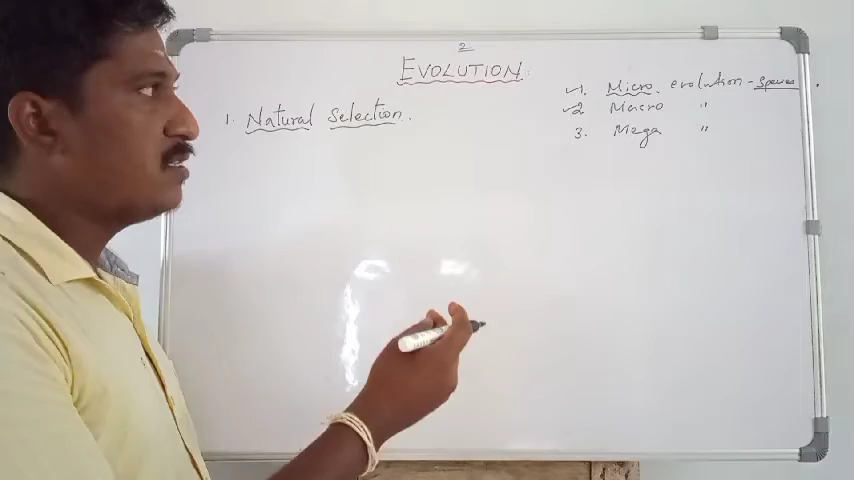 2
EVOLUTION
1. Natural Selection.
✓1. Micro evolution - Species.
✓2 Macro "
3. Mega "